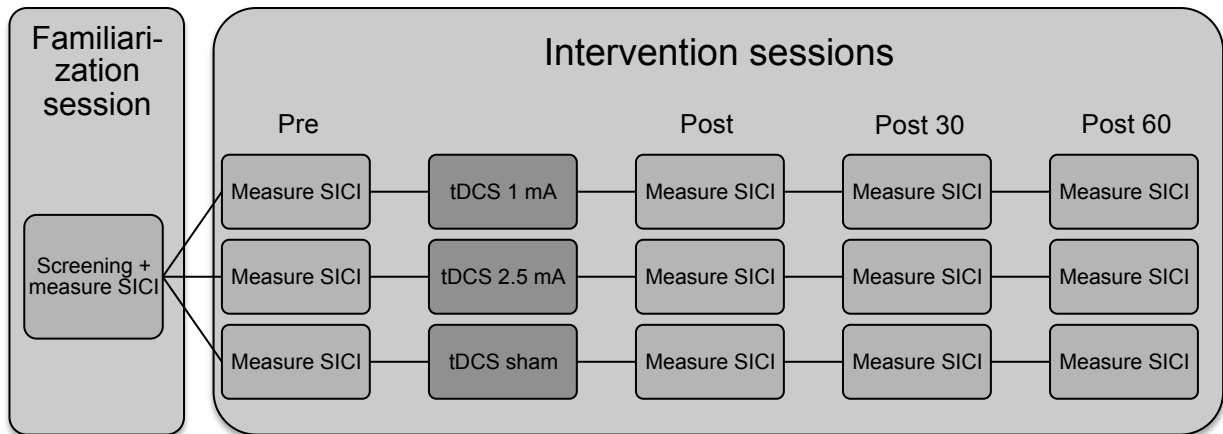 Familiari-
zation
session
Intervention sessions
Pre
Post
Post 30
Post 60
Screening +
measure SICI
Measure SICI
tDCS 1 mA
Measure SICI
Measure SICI
Measure SICI
Measure SICI
tDCS 2.5 mA
Measure SICI
Measure SICI
Measure SICI
Measure SICI
tDCS sham
Measure SICI
Measure SICI
Measure SICI